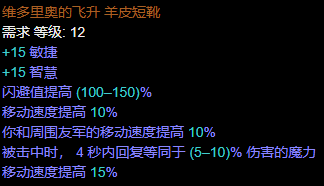 维多里奥的飞升 羊皮短靴
需求 等级: 12
+15 敏捷
+15 智慧
闪避值提高 (100–150)%
移动速度提高 10%
你和周围友军的移动速度提高 10%
被击中时， 4 秒内回复等同于 (5–10)% 伤害的魔力
移动速度提高 15%